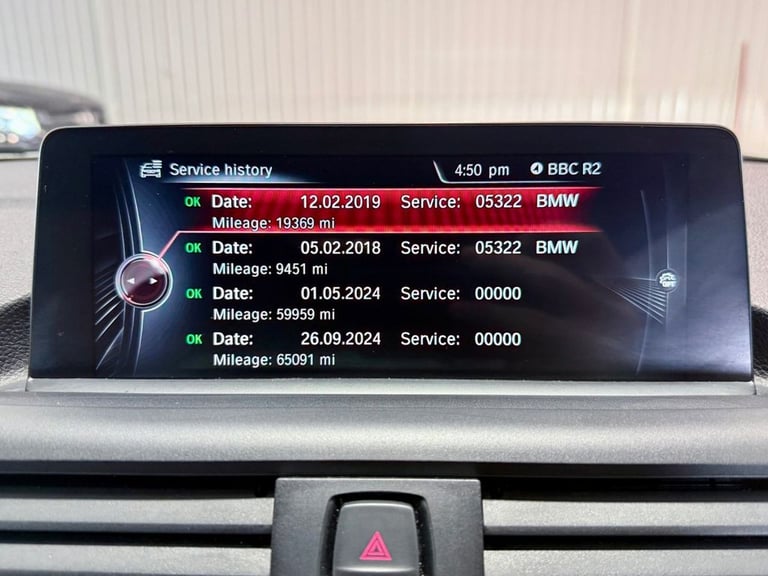 Service history 4:50 pm BBC R2
OK Date: 12.02.2019 Service: 05322 BMW
Mileage: 19369 mi
OK Date: 05.02.2018 Service: 05322 BMW
Mileage: 9451 mi
OK Date: 01.05.2024 Service: 00000
Mileage: 59959 mi
OK Date: 26.09.2024 Service: 00000
Mileage: 65091 mi
OFF